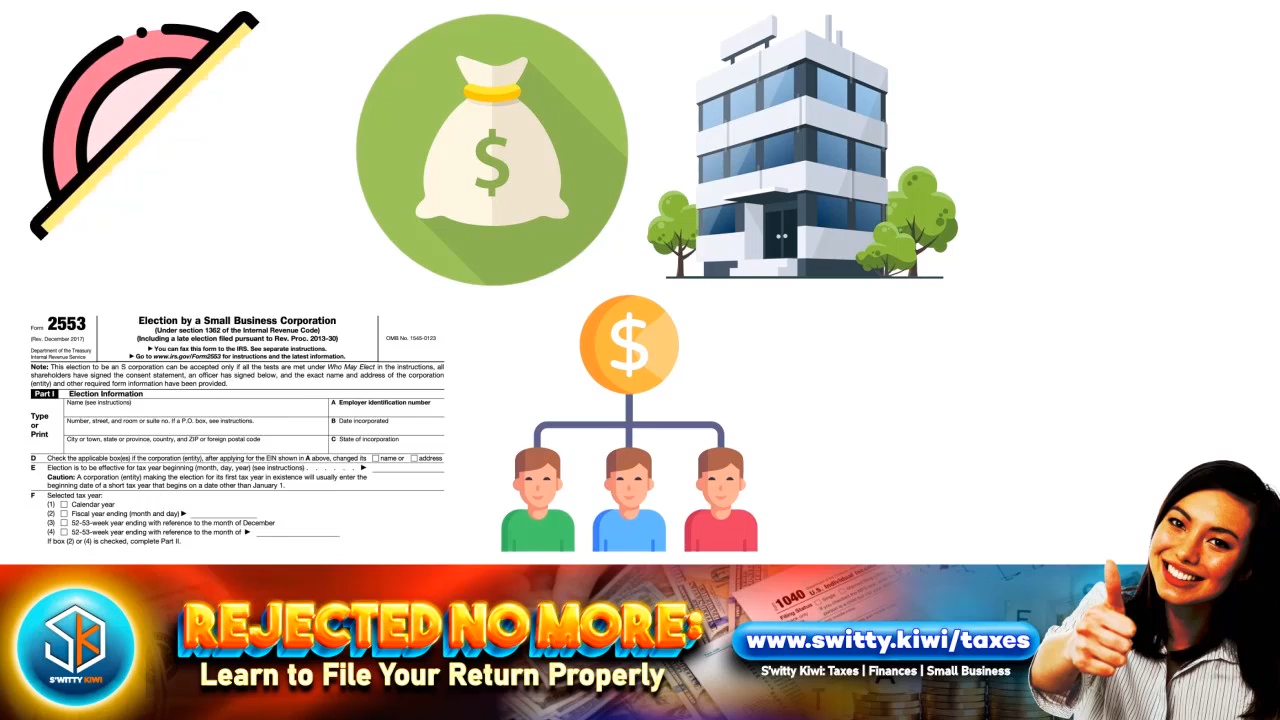 $
$
Form 2553
(Rev. December 2017)
Department of the Treasury
Internal Revenue Service
Election by a Small Business Corporation
(Under section 1362 of the Internal Revenue Code)
(Including a late election filed pursuant to Rev. Proc. 2013-30)
▶ You can fax this form to the IRS. See separate instructions.
▶ Go to www.irs.gov/Form2553 for instructions and the latest information.
OMB No. 1545-0123
Note: This election to be an S corporation can be accepted only if all the tests are met under Who May Elect in the instructions, all
shareholders have signed the consent statement, an officer has signed below, and the exact name and address of the corporation
(entity) and other required form information have been provided.
Part I Election Information
Type
or
Print
Name (see instructions)
A Employer identification number
Number, street, and room or suite no. If a P.O. box, see instructions.
B Date incorporated
City or town, state or province, country, and ZIP or foreign postal code
C State of incorporation
D Check the applicable box(es) if the corporation (entity), after applying for the EIN shown in A above, changed its name or address
E Election is to be effective for tax year beginning (month, day, year) (see instructions) . . . . . . ▶
Caution: A corporation (entity) making the election for its first tax year in existence will usually enter the
beginning date of a short tax year that begins on a date other than January 1.
F Selected tax year:
(1) Calendar year
(2) Fiscal year ending (month and day) ▶
(3) 52-53-week year ending with reference to the month of December
(4) 52-53-week year ending with reference to the month of ▶
If box (2) or (4) is checked, complete Part II.
S'WITTY KIWI
REJECTED NO MORE:
Learn to File Your Return Properly
1040 U.S. Individual
Filing Status
www.switty.kiwi/taxes
S'witty Kiwi: Taxes | Finances | Small Business